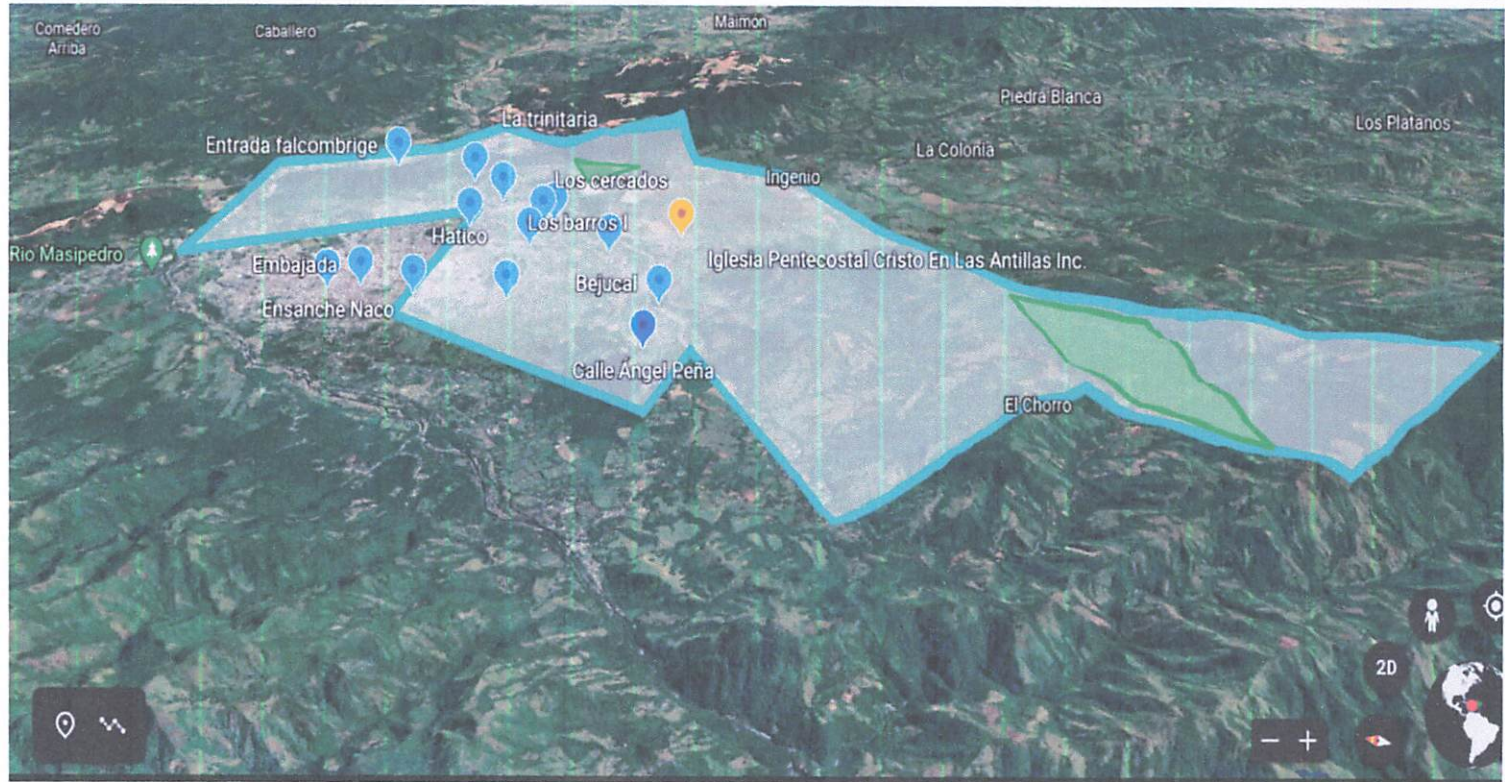 Comedero
Arriba
Caballero
Maimón
Piedra Blanca
Los Platanos
La trinitaria
Entrada falcombrige
La Colonia
Los cercados
Ingenio
Los barros I
Hatico
Rio Masipedro
Embajada
Iglesia Pentecostal Cristo En Las Antillas Inc.
Bejucal
Ensanche Naco
Calle Ángel Peña
El Chorro
2D